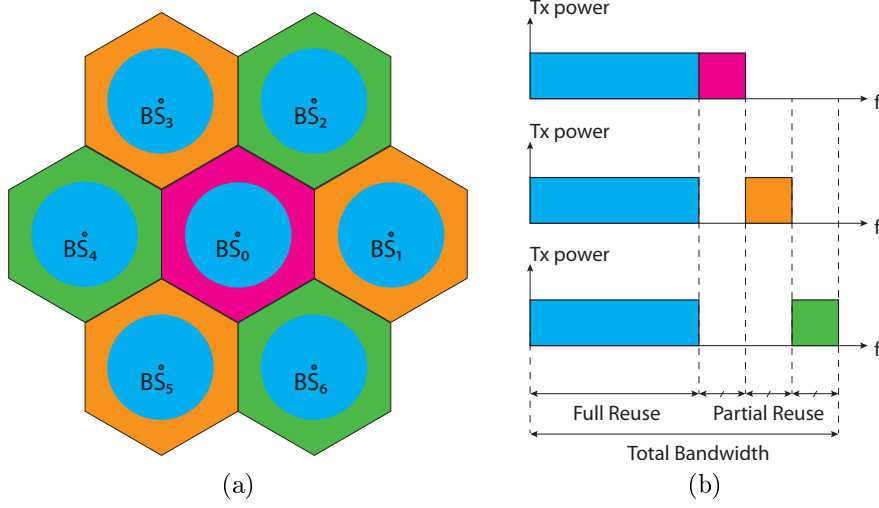 BS₃
BS₂
BS₄
BS₀
BS₁
BS₅
BS₆
(a)
Tx power
f
Tx power
f
Tx power
f
Full Reuse
Partial Reuse
Total Bandwidth
(b)